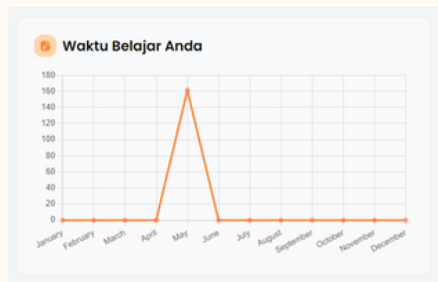 Waktu Belajar Anda
180
160
140
120
100
80
60
40
20
0
January
February
March
April
May
June
July
August
September
October
November
December